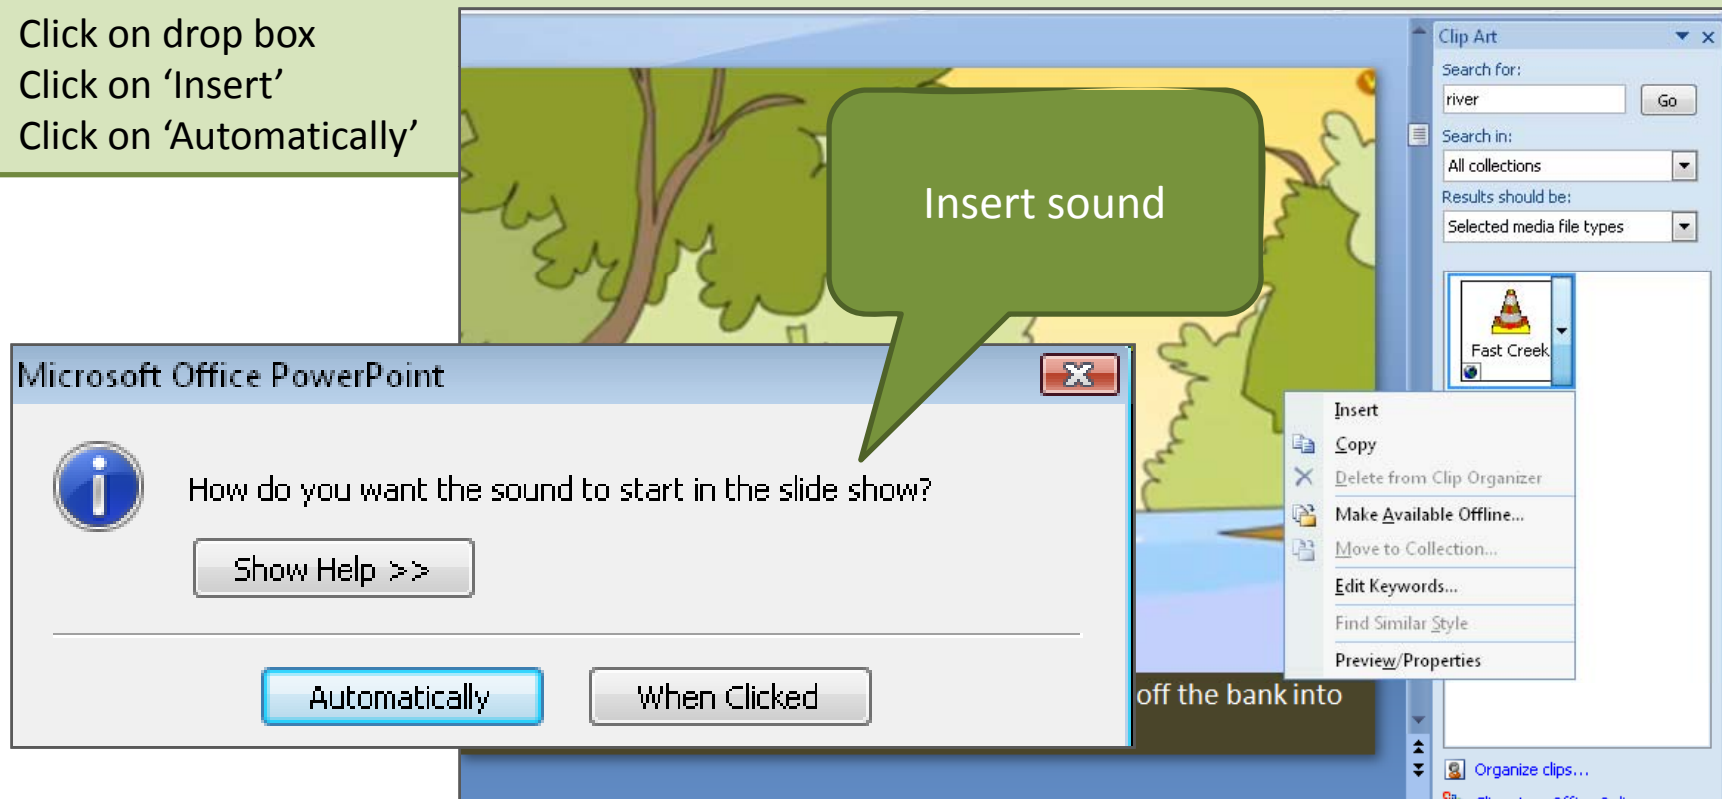 Click on drop box
Click on ‘Insert’
Click on ‘Automatically’
Insert sound
Microsoft Office PowerPoint
How do you want the sound to start in the slide show?
Show Help >>
Automatically
When Clicked
off the bank into
Clip Art
Search for:
river
Go
Search in:
All collections
Results should be:
Selected media file types
Fast Creek
Insert
Copy
Delete from Clip Organizer
Make Available Offline...
Move to Collection...
Edit Keywords...
Find Similar Style
Preview/Properties
Organize clips...